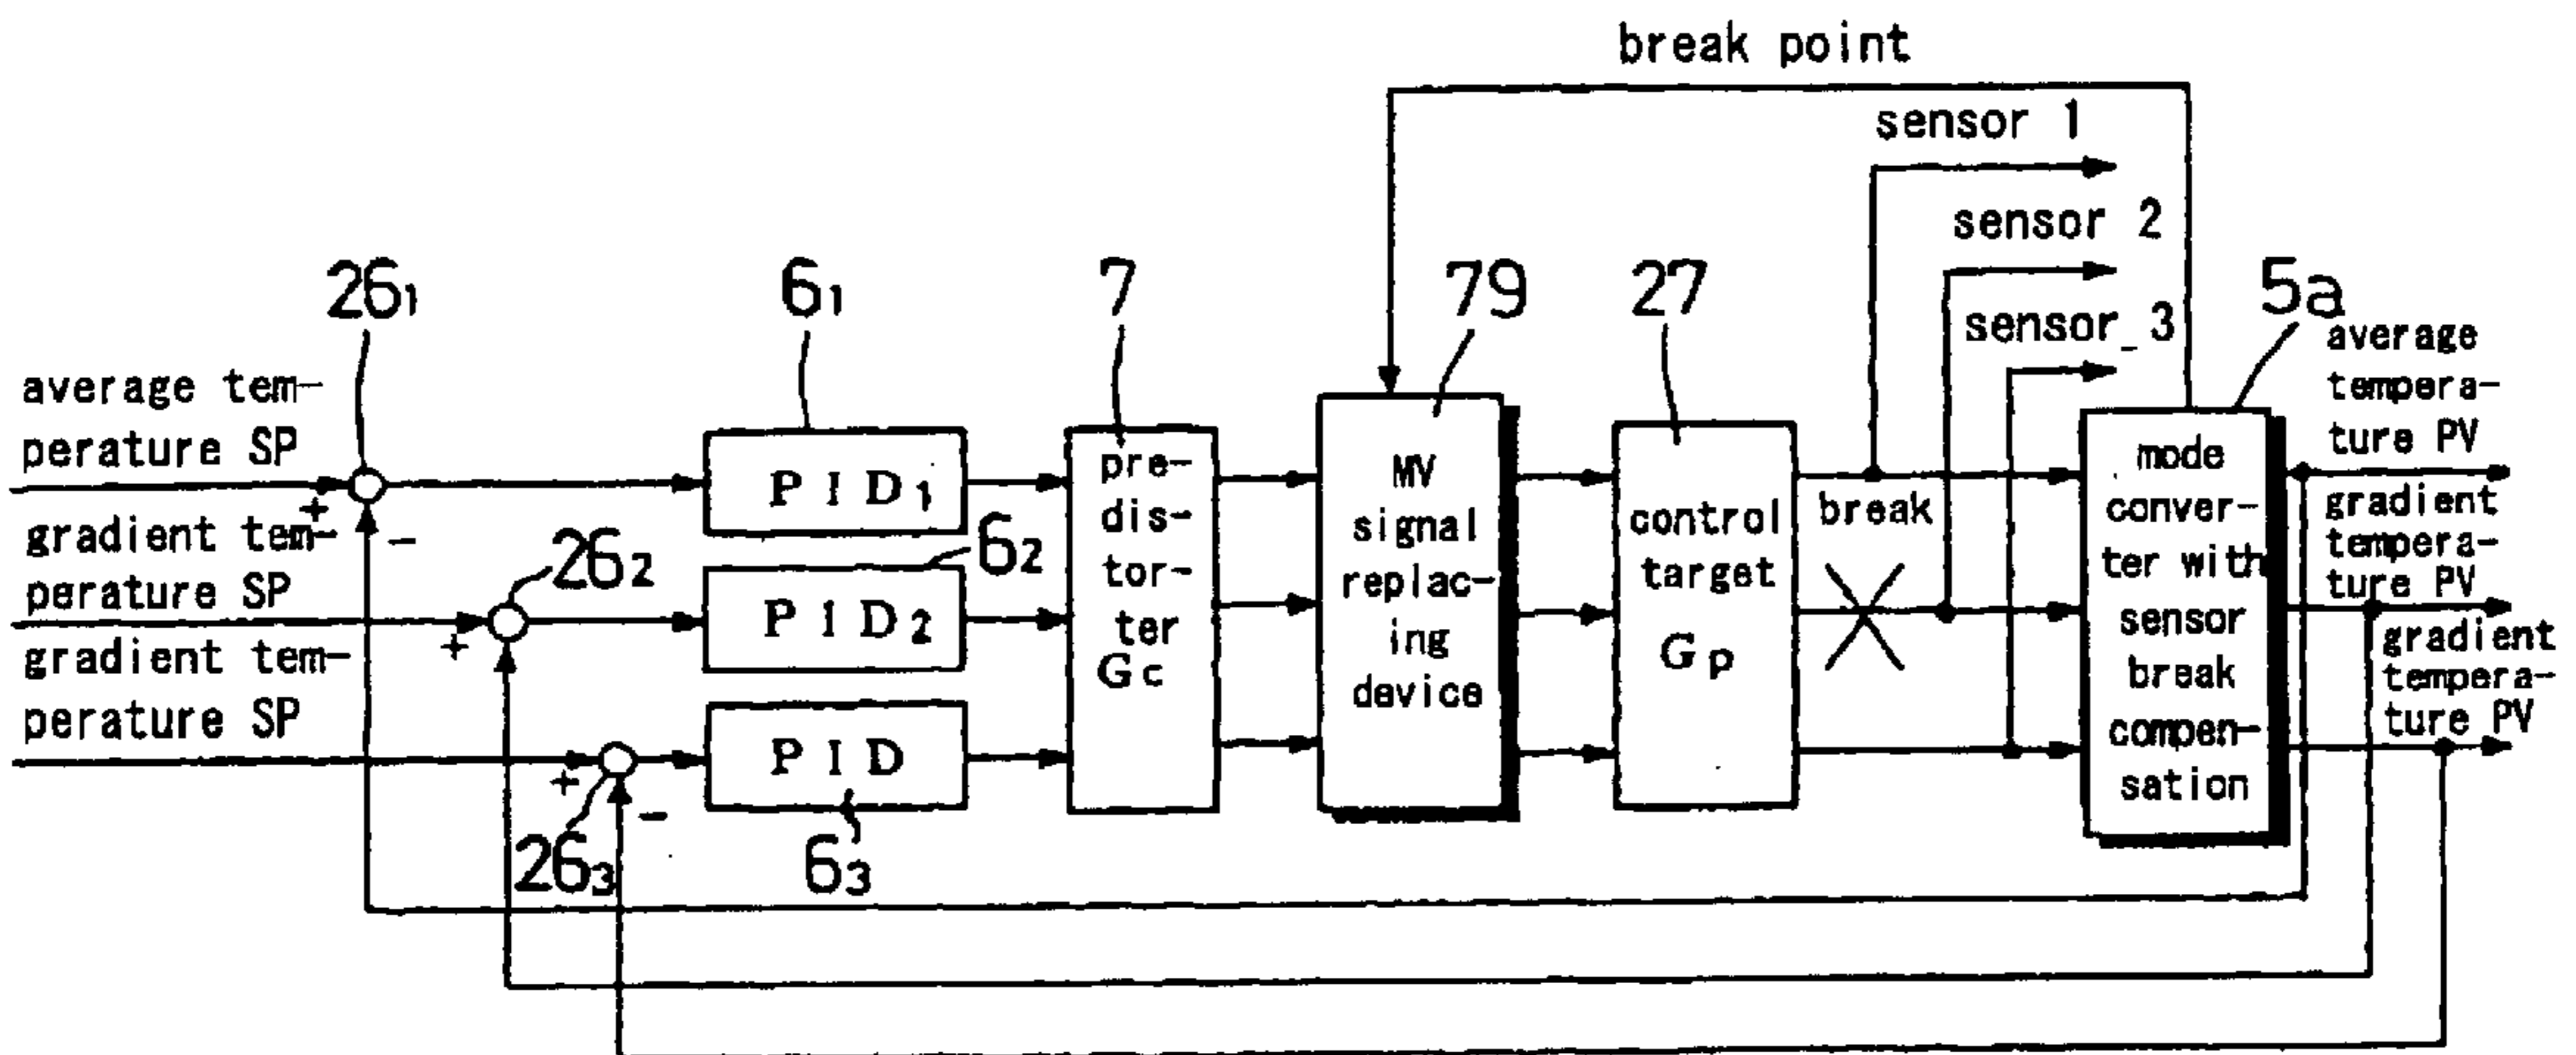 break point
sensor 1
sensor 2
sensor_3
26₁
6₁
7
79
27
5a
average tem-
perature SP
+
-
gradient tem-
perature SP
+
26₂
gradient tem-
perature SP
+
-
26₃
PID₁
6₂
PID₂
PID
6₃
pre-
dis-
tor-
ter
Gc
MV
signal
replac-
ing
device
control
target
Gp
break
mode
conver-
ter with
sensor
break
compen-
sation
average
tempera-
ture PV
gradient
tempera-
ture PV
gradient
tempera-
ture PV